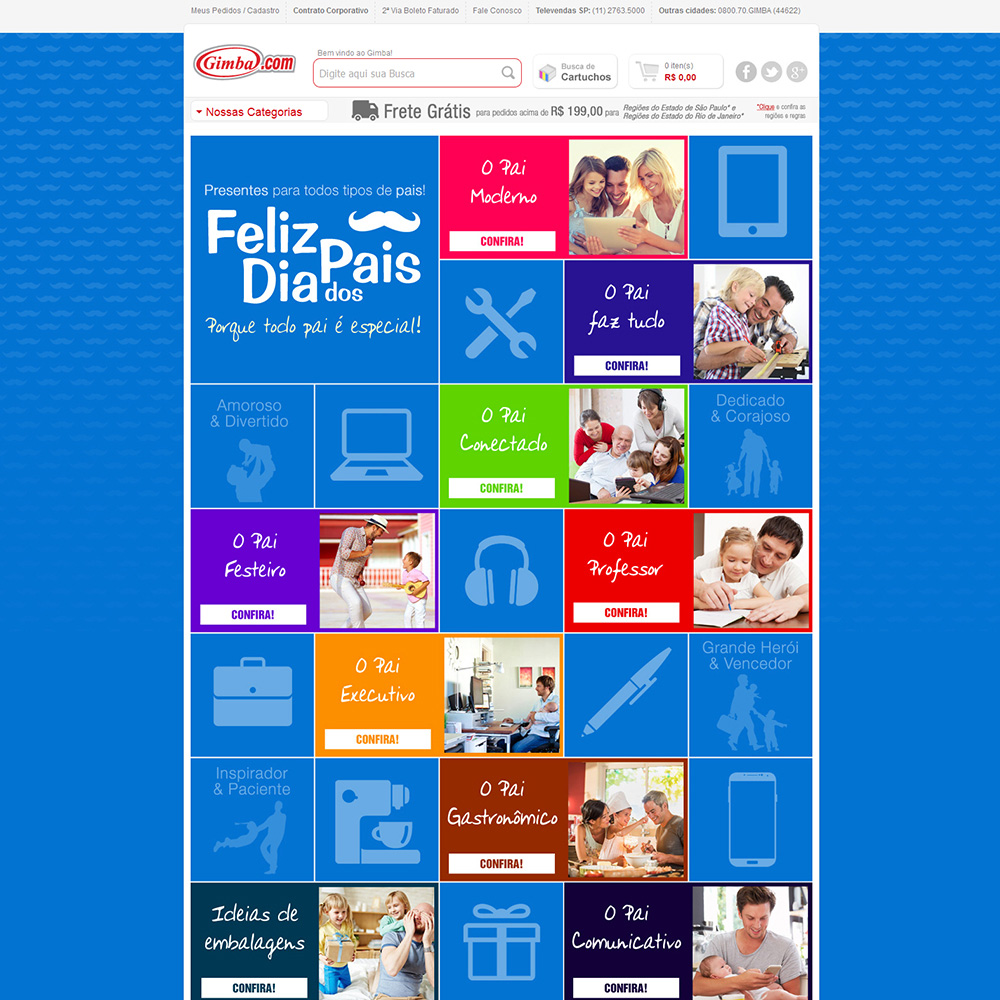 Meus Pedidos / Cadastro
Contrato Corporativo
2ª Via Boleto Faturado
Fale Conosco
Televendas SP: (11) 2763.5000
Outras cidades: 0800.70.GIMBA (44622)
Gimba.com
Bem vindo ao Gimba!
Digite aqui sua Busca
Busca de
Cartuchos
0 iten(s)
R$ 0,00
Nossas Categorias
Frete Grátis para pedidos acima de R$ 199,00 para
Regiões do Estado de São Paulo* e
Regiões do Estado do Rio de Janeiro*
*Clique e confira as
regiões e regras
Presentes para todos tipos de pais!
Feliz
Dia dos Pais
Porque todo pai é especial!
O Pai
Moderno
CONFIRA!
O Pai
faz tudo
CONFIRA!
Amoroso
& Divertido
O Pai
Conectado
CONFIRA!
Dedicado
& Corajoso
O Pai
Festeiro
CONFIRA!
O Pai
Professor
CONFIRA!
O Pai
Executivo
CONFIRA!
Grande Herói
& Vencedor
Inspirador
& Paciente
O Pai
Gastronômico
CONFIRA!
Ideias de
embalagens
CONFIRA!
O Pai
Comunicativo
CONFIRA!